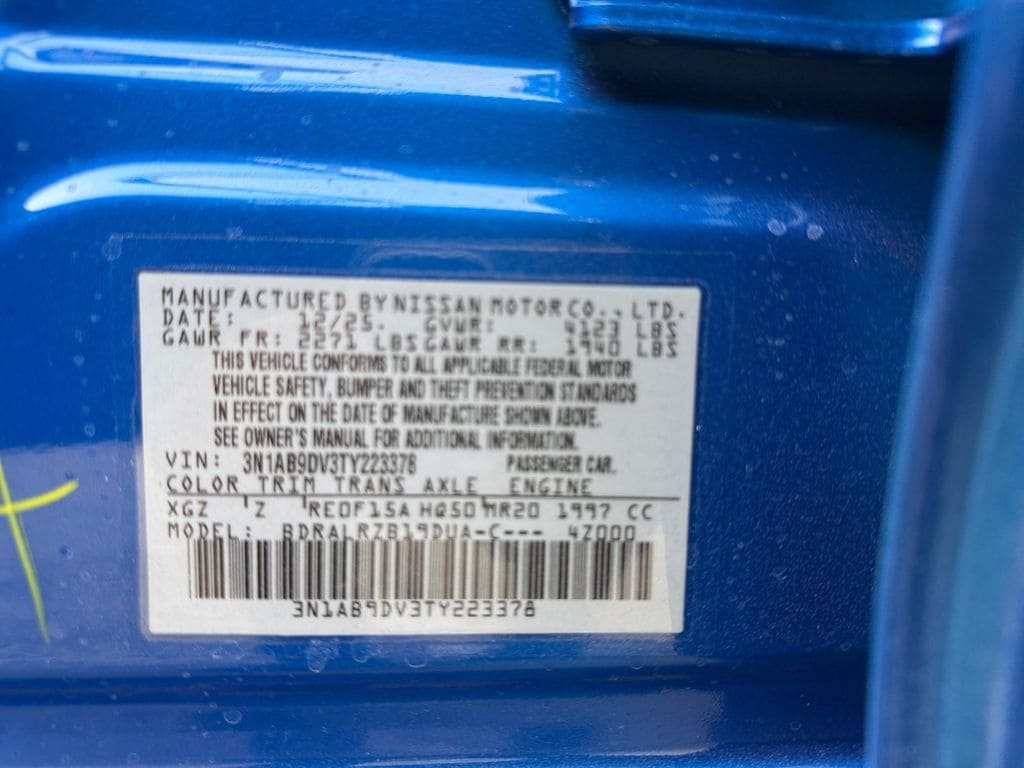 MANUFACTURED BY NISSAN MOTOR CO., LTD.
DATE: 12/25. GVWR: 4123 LBS
GAWR FR: 2271 LBS GAWR RR: 1940 LBS
THIS VEHICLE CONFORMS TO ALL APPLICABLE FEDERAL MOTOR
VEHICLE SAFETY, BUMPER AND THEFT PREVENTION STANDARDS
IN EFFECT ON THE DATE OF MANUFACTURE SHOWN ABOVE.
SEE OWNER'S MANUAL FOR ADDITIONAL INFORMATION.
VIN: 3N1AB9DV3TY223378 PASSENGER CAR.
COLOR TRIM TRANS AXLE ENGINE
XGZ Z RE0F15A HQ50 MR20 1997 CC
MODEL: BDRALRZB19DUA-C--- 4Z000
3N1AB9DV3TY223378